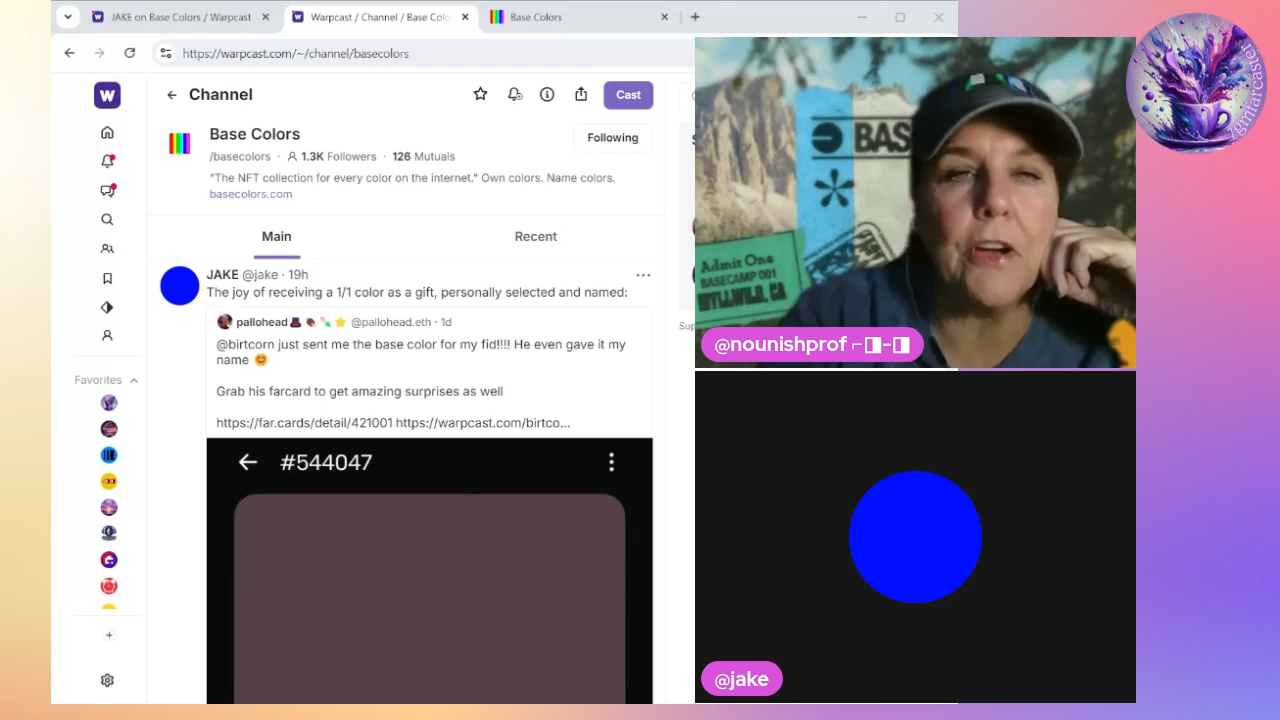 JAKE on Base Colors / Warpcast
Warpcast / Channel / Base Colo
Base Colors
https://warpcast.com/~/channel/basecolors
Channel
Cast
Base Colors
/basecolors · 1.3K Followers · 126 Mutuals
"The NFT collection for every color on the internet." Own colors. Name colors.
basecolors.com
Following
Main
Recent
JAKE @jake · 19h
The joy of receiving a 1/1 color as a gift, personally selected and named:
pallohead @pallohead.eth · 1d
@birtcorn just sent me the base color for my fid!!!! He even gave it my
name 😊
Grab his farcard to get amazing surprises as well
https://far.cards/detail/421001 https://warpcast.com/birtco...
#544047
Favorites
BAS
Admit One
BASECAMP 001
IDYLLWILD, CA
@nounishprof ⌐◨-◨
@jake
gmfarcaster